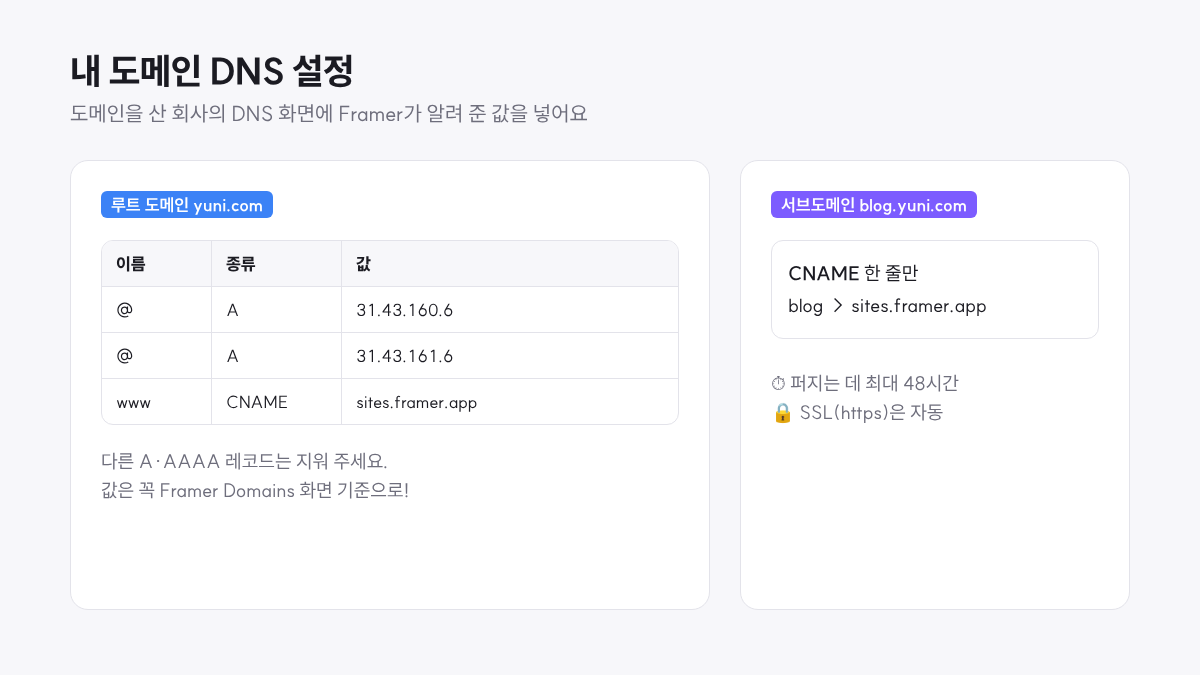 내 도메인 DNS 설정
도메인을 산 회사의 DNS 화면에 Framer가 알려 준 값을 넣어요
루트 도메인 yuni.com
이름 종류 값
@ A 31.43.160.6
@ A 31.43.161.6
www CNAME sites.framer.app
다른 A·AAAA 레코드는 지워 주세요.
값은 꼭 Framer Domains 화면 기준으로!
서브도메인 blog.yuni.com
CNAME 한 줄만
blog > sites.framer.app
⏱ 퍼지는 데 최대 48시간
🔒 SSL(https)은 자동